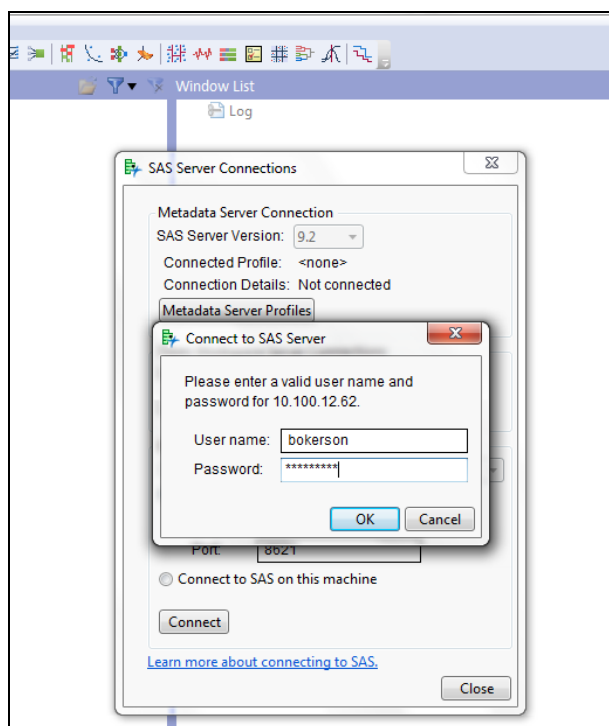 Window List
Log
SAS Server Connections
Metadata Server Connection
SAS Server Version: 9.2
Connected Profile: <none>
Connection Details: Not connected
Metadata Server Profiles
Connect to SAS Server
Please enter a valid user name and
password for 10.100.12.62.
User name: bokerson
Password: *********
OK Cancel
Port: 8621
Connect to SAS on this machine
Connect
Learn more about connecting to SAS.
Close